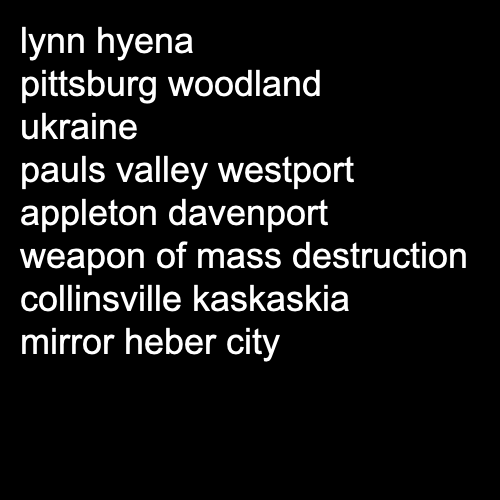 lynn hyena
pittsburg woodland
ukraine
pauls valley westport
appleton davenport
weapon of mass destruction
collinsville kaskaskia
mirror heber city